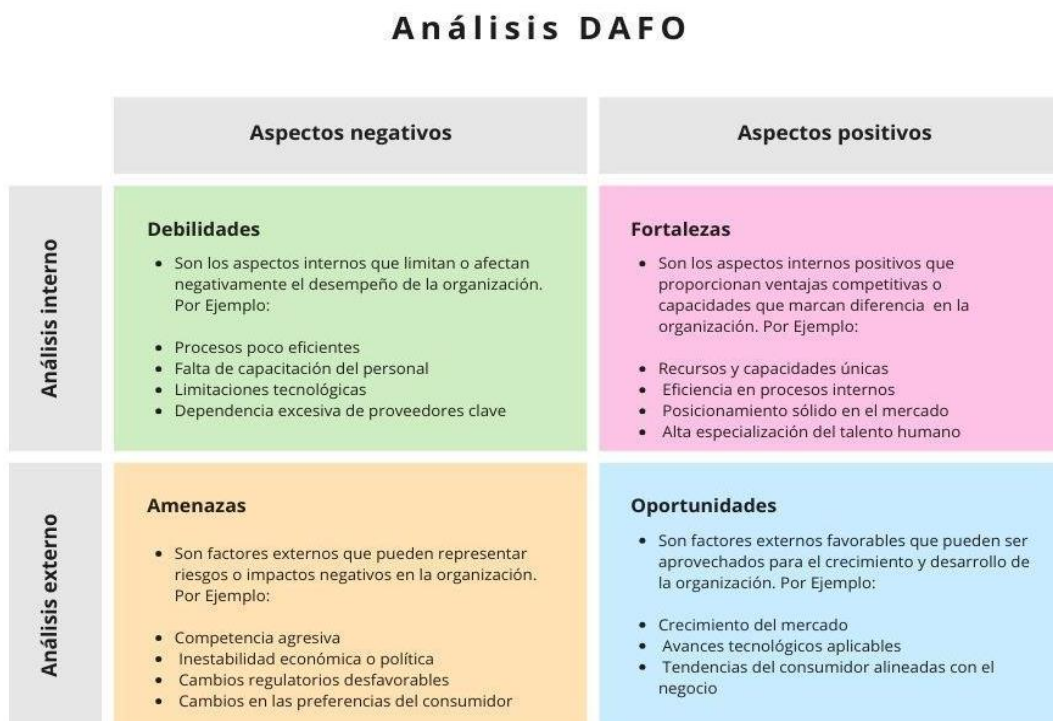 Análisis DAFO
Aspectos negativos
Aspectos positivos
Análisis interno
Debilidades
• Son los aspectos internos que limitan o afectan
negativamente el desempeño de la organización.
Por Ejemplo:
• Procesos poco eficientes
• Falta de capacitación del personal
• Limitaciones tecnológicas
• Dependencia excesiva de proveedores clave
Fortalezas
• Son los aspectos internos positivos que
proporcionan ventajas competitivas o
capacidades que marcan diferencia en la
organización. Por Ejemplo:
• Recursos y capacidades únicas
• Eficiencia en procesos internos
• Posicionamiento sólido en el mercado
• Alta especialización del talento humano
Análisis externo
Amenazas
• Son factores externos que pueden representar
riesgos o impactos negativos en la organización.
Por Ejemplo:
• Competencia agresiva
• Inestabilidad económica o política
• Cambios regulatorios desfavorables
• Cambios en las preferencias del consumidor
Oportunidades
• Son factores externos favorables que pueden ser
aprovechados para el crecimiento y desarrollo de
la organización. Por Ejemplo:
• Crecimiento del mercado
• Avances tecnológicos aplicables
• Tendencias del consumidor alineadas con el
negocio